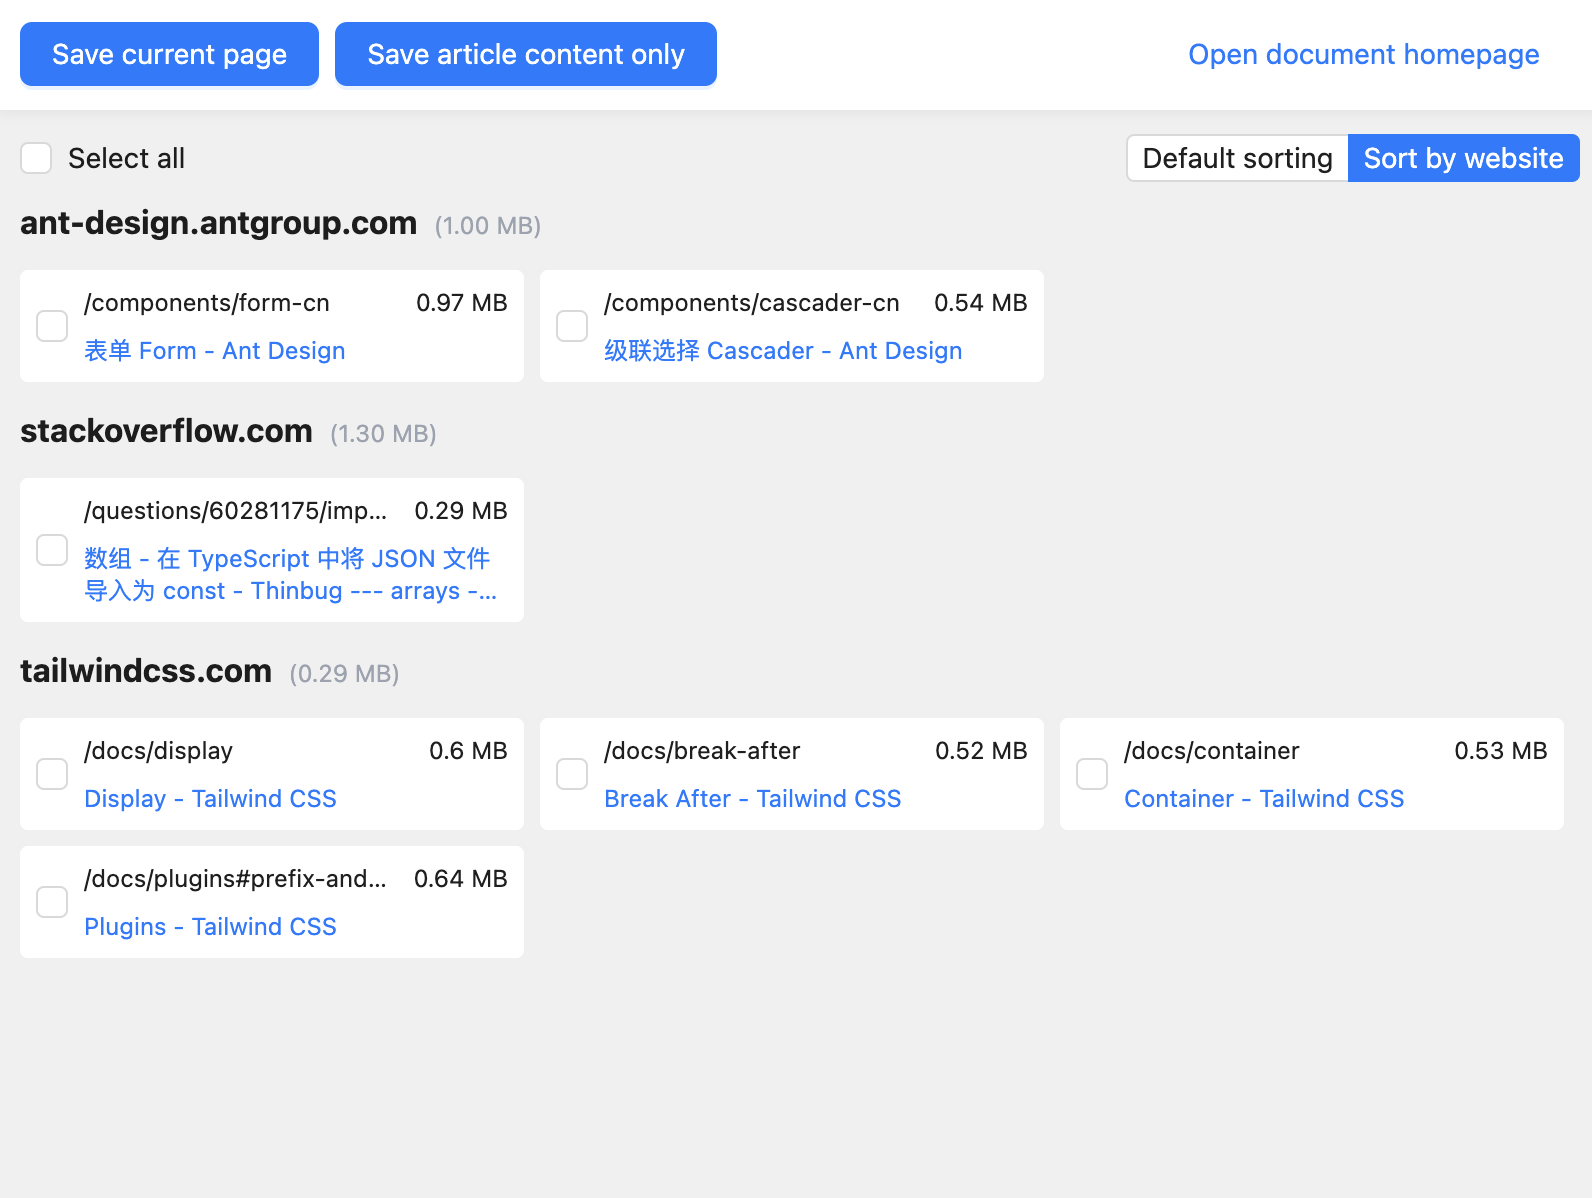 Save current page
Save article content only
Open document homepage
Select all
Default sorting
Sort by website
ant-design.antgroup.com (1.00 MB)
/components/form-cn 0.97 MB
表单 Form - Ant Design
/components/cascader-cn 0.54 MB
级联选择 Cascader - Ant Design
stackoverflow.com (1.30 MB)
/questions/60281175/imp... 0.29 MB
数组 - 在 TypeScript 中将 JSON 文件
导入为 const - Thinbug --- arrays -...
tailwindcss.com (0.29 MB)
/docs/display 0.6 MB
Display - Tailwind CSS
/docs/break-after 0.52 MB
Break After - Tailwind CSS
/docs/container 0.53 MB
Container - Tailwind CSS
/docs/plugins#prefix-and... 0.64 MB
Plugins - Tailwind CSS